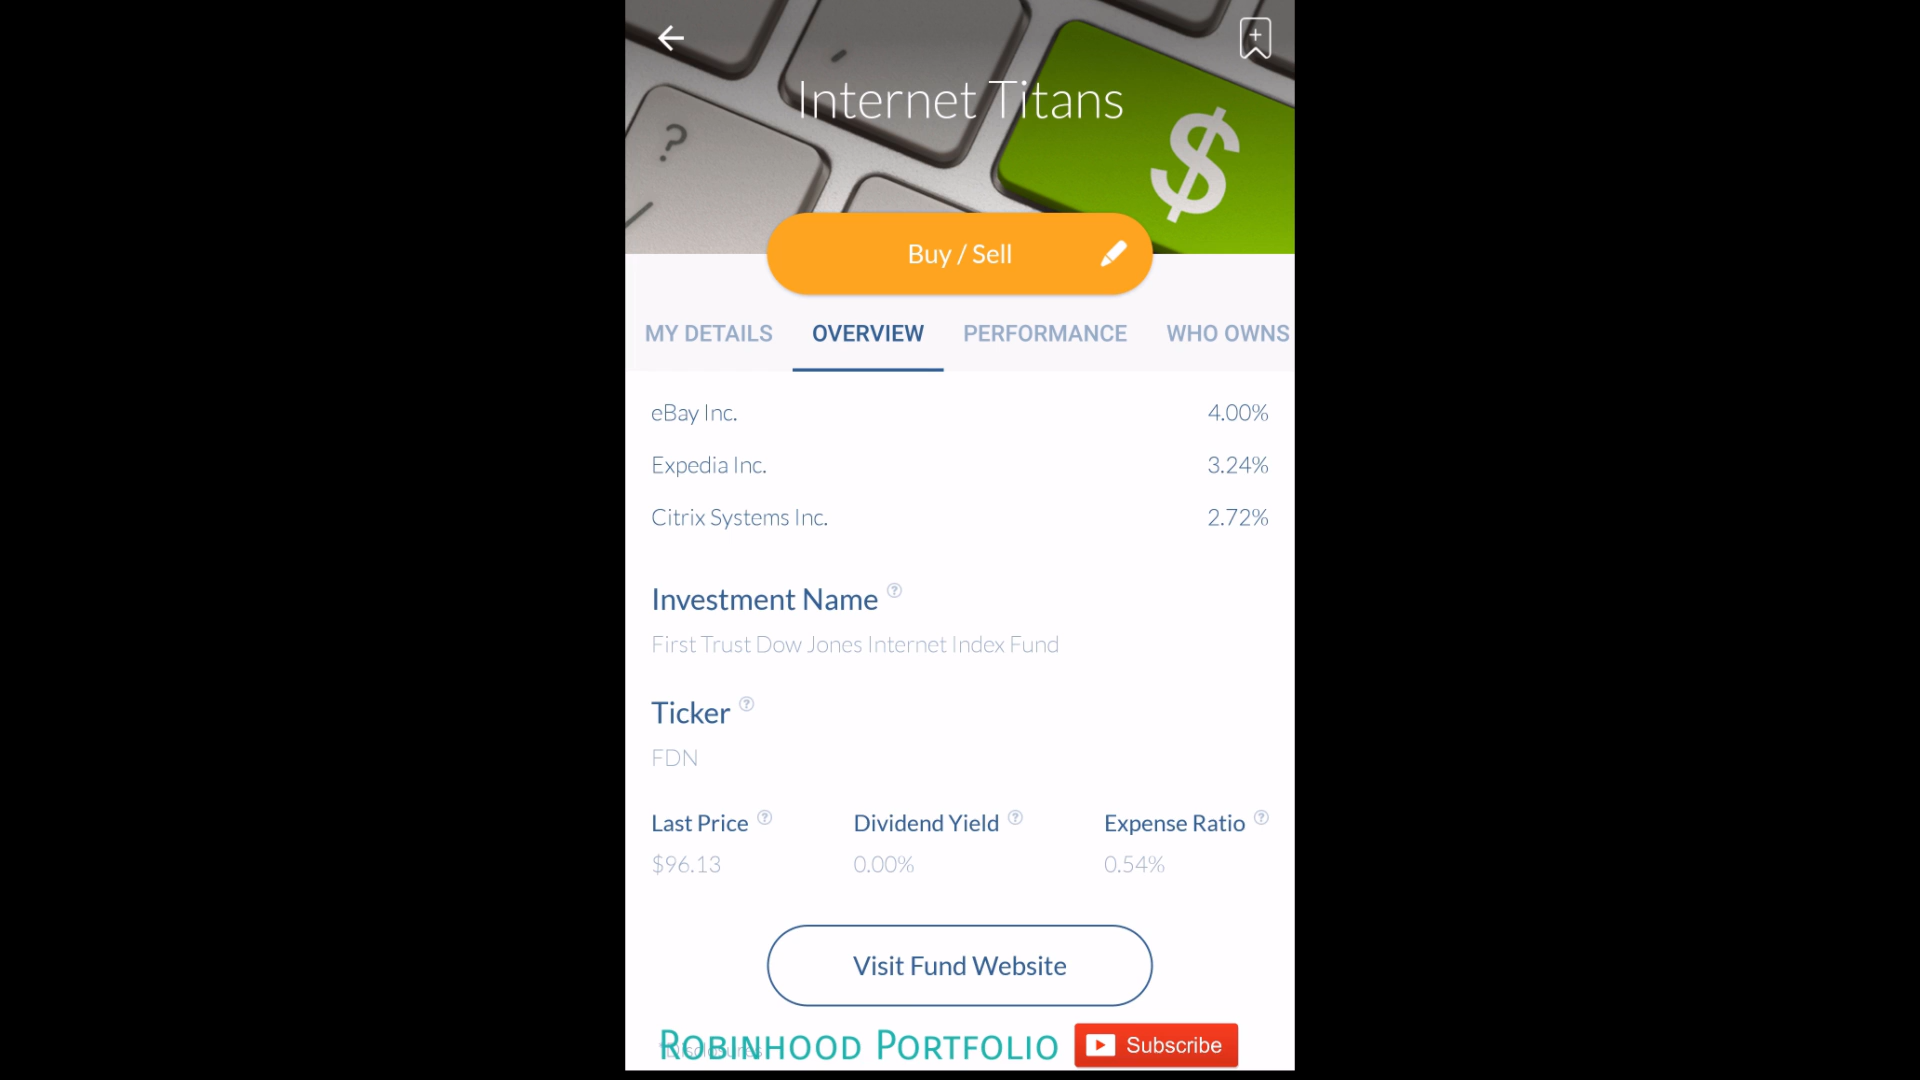 Internet Titans
?
$
Buy / Sell
MY DETAILS OVERVIEW PERFORMANCE WHO OWNS
eBay Inc. 4.00%
Expedia Inc. 3.24%
Citrix Systems Inc. 2.72%
Investment Name ?
First Trust Dow Jones Internet Index Fund
Ticker ?
FDN
Last Price ? Dividend Yield ? Expense Ratio ?
$96.13 0.00% 0.54%
Visit Fund Website
*Disclosures
ROBINHOOD PORTFOLIO Subscribe